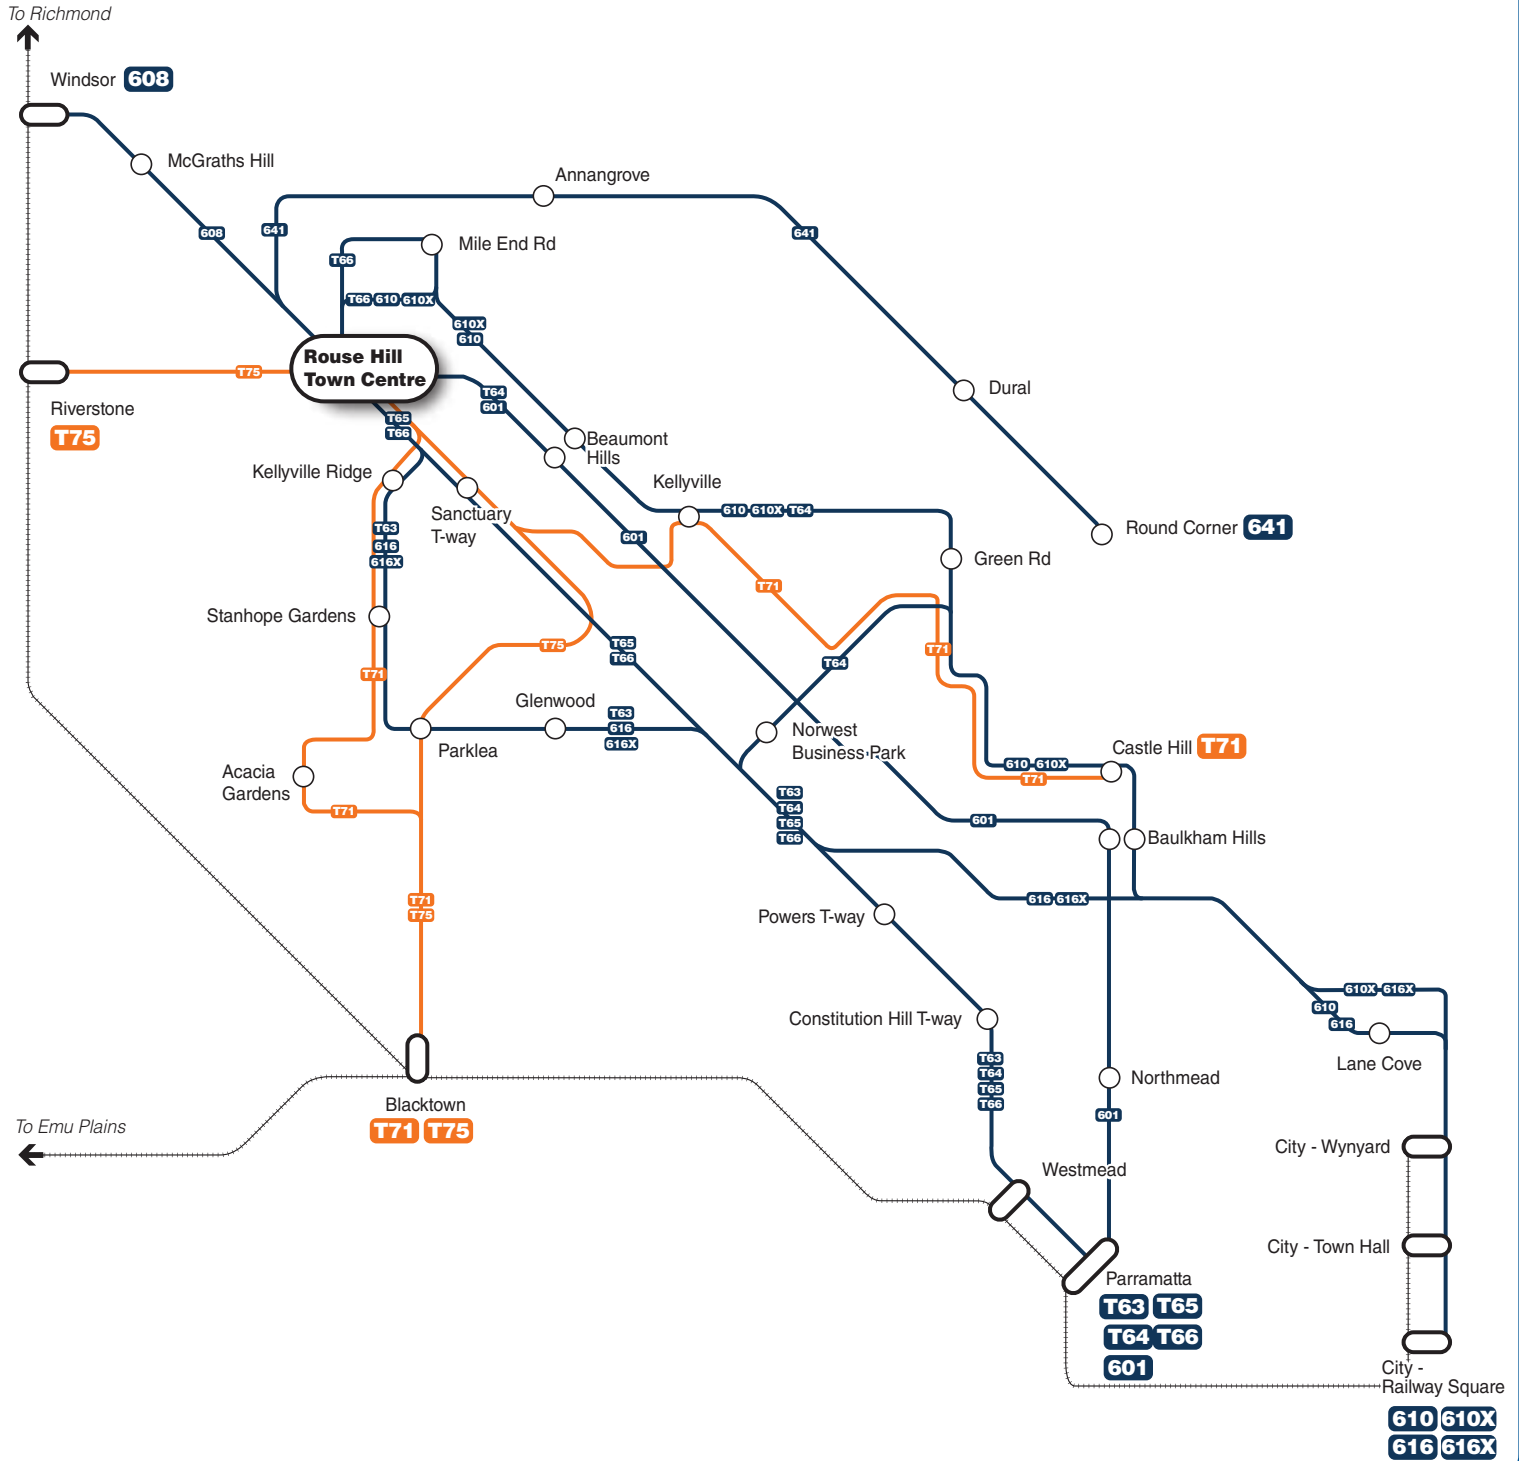 To Richmond
Windsor 608
McGraths Hill
Annangrove
608
641
641
Mile End Rd
T66
T66 610 610X
610X
610
Rouse Hill
Town Centre
T75
Riverstone
T75
T64
601
Dural
T65
T66
Beaumont
Hills
Kellyville Ridge
Kellyville
Sanctuary
T-way
610 610X T64
Round Corner 641
T63
616
616X
601
Green Rd
T71
Stanhope Gardens
T75
T65
T66
T71
T64
T71
Glenwood
T63
616
616X
Parklea
Norwest
Business Park
Castle Hill T71
610 610X
T71
Acacia
Gardens
T71
T63
T64
T65
T66
601
Baulkham Hills
T71
T75
616 616X
Powers T-way
610X 616X
610
616
Constitution Hill T-way
Lane Cove
T63
T64
T65
T66
Northmead
601
Blacktown
T71 T75
To Emu Plains
City - Wynyard
Westmead
City - Town Hall
Parramatta
T63 T65
T64 T66
601
City -
Railway Square
610 610X
616 616X